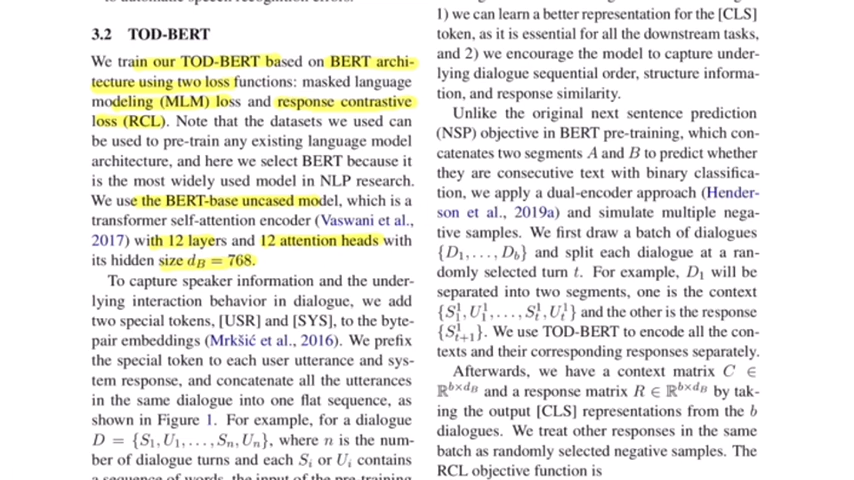 to automatic speech recognition errors.
3.2 TOD-BERT
We train our TOD-BERT based on BERT archi-
tecture using two loss functions: masked language
modeling (MLM) loss and response contrastive
loss (RCL). Note that the datasets we used can
be used to pre-train any existing language model
architecture, and here we select BERT because it
is the most widely used model in NLP research.
We use the BERT-base uncased model, which is a
transformer self-attention encoder (Vaswani et al.,
2017) with 12 layers and 12 attention heads with
its hidden size d_B = 768.
To capture speaker information and the under-
lying interaction behavior in dialogue, we add
two special tokens, [USR] and [SYS], to the byte-
pair embeddings (Mrkšić et al., 2016). We prefix
the special token to each user utterance and sys-
tem response, and concatenate all the utterances
in the same dialogue into one flat sequence, as
shown in Figure 1. For example, for a dialogue
D = {S_1, U_1, . . . , S_n, U_n}, where n is the num-
ber of dialogue turns and each S_i or U_i contains
a sequence of words, the input of the pre-training
1) we can learn a better representation for the [CLS]
token, as it is essential for all the downstream tasks,
and 2) we encourage the model to capture under-
lying dialogue sequential order, structure informa-
tion, and response similarity.
Unlike the original next sentence prediction
(NSP) objective in BERT pre-training, which con-
catenates two segments A and B to predict whether
they are consecutive text with binary classifica-
tion, we apply a dual-encoder approach (Hender-
son et al., 2019a) and simulate multiple nega-
tive samples. We first draw a batch of dialogues
{D_1, . . . , D_b} and split each dialogue at a ran-
domly selected turn t. For example, D_1 will be
separated into two segments, one is the context
{S^1_1, U^1_1, . . . , S^1_t, U^1_t} and the other is the response
{S^1_{t+1}}. We use TOD-BERT to encode all the con-
texts and their corresponding responses separately.
Afterwards, we have a context matrix C ∈
ℝ^{b×d_B} and a response matrix R ∈ ℝ^{b×d_B} by tak-
ing the output [CLS] representations from the b
dialogues. We treat other responses in the same
batch as randomly selected negative samples. The
RCL objective function is